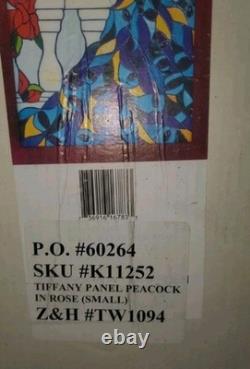 P.O. #60264
SKU #K11252
TIFFANY PANEL PEACOCK
IN ROSE (SMALL)
Z&H #TW1094